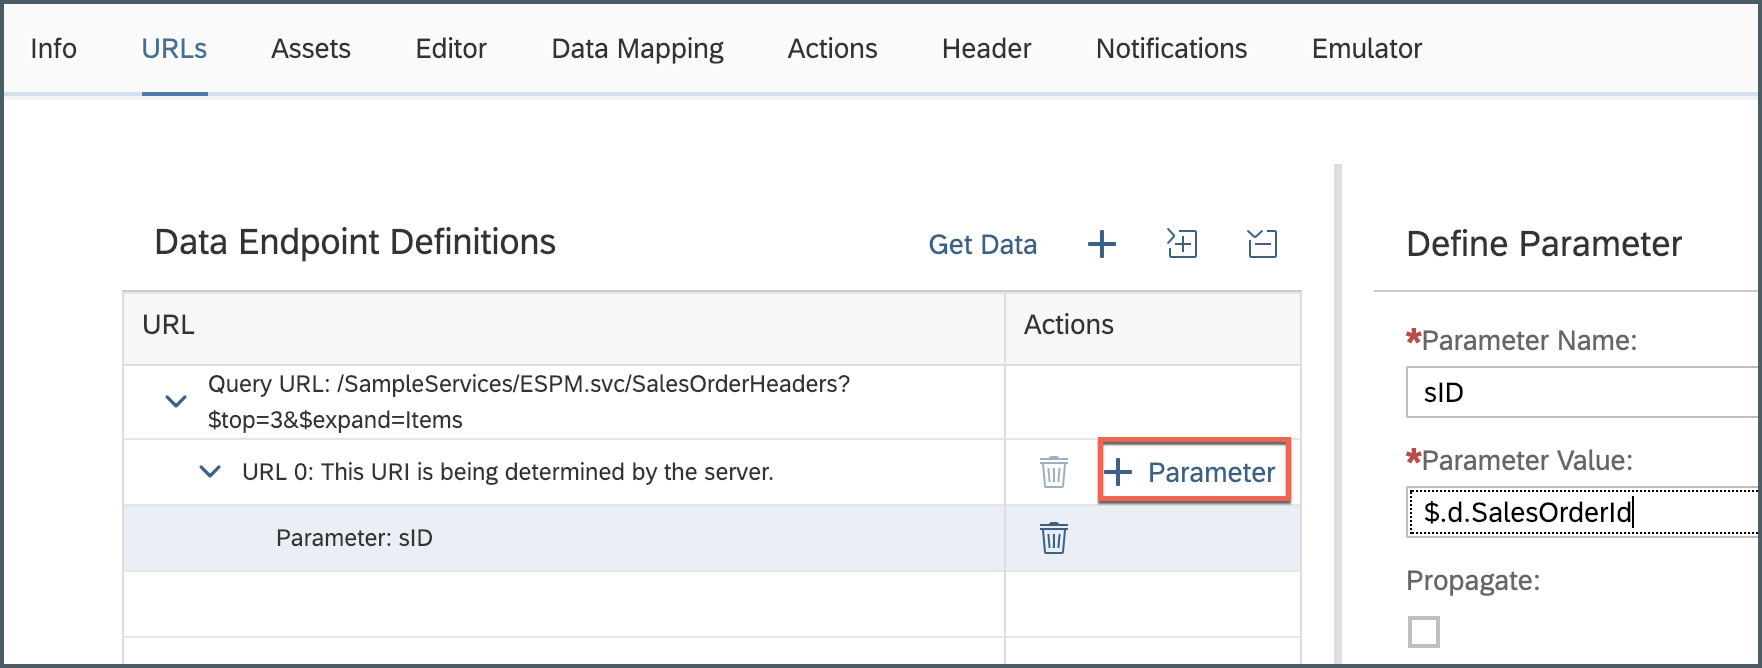 Info URLs Assets Editor Data Mapping Actions Header Notifications Emulator
Data Endpoint Definitions Get Data
URL Actions
Query URL: /SampleServices/ESPM.svc/SalesOrderHeaders?
$top=3&$expand=Items
URL 0: This URI is being determined by the server. Parameter
Parameter: sID
Define Parameter
*Parameter Name:
sID
*Parameter Value:
$.d.SalesOrderId
Propagate: